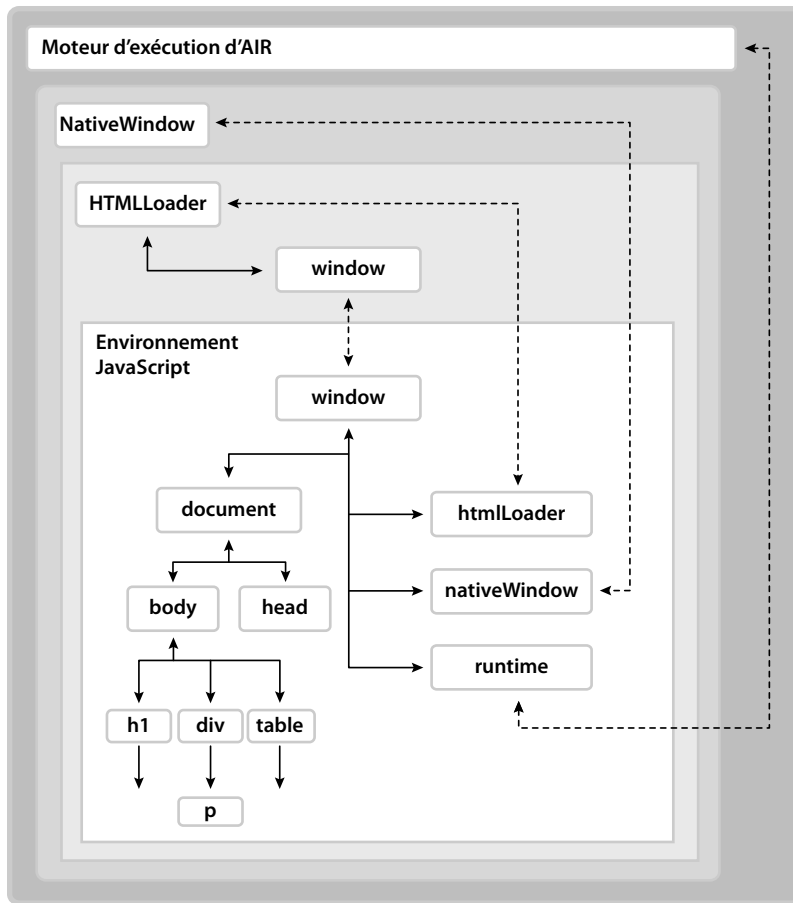 Moteur d'exécution d'AIR
NativeWindow
HTMLLoader
window
Environnement
JavaScript
window
document
htmlLoader
body
head
nativeWindow
runtime
h1
div
table
p